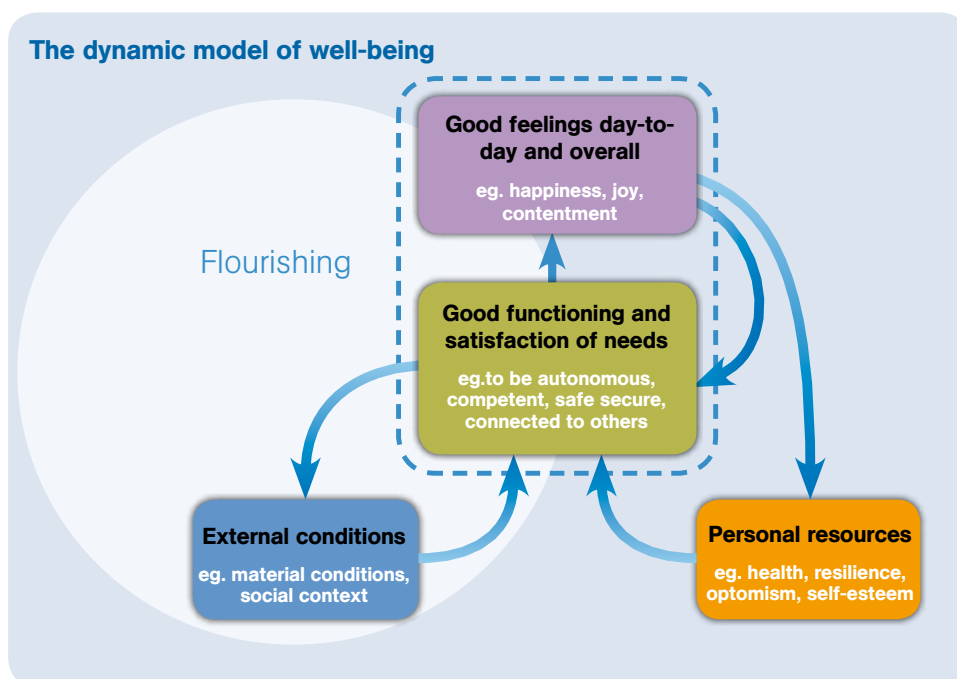 The dynamic model of well-being
Good feelings day-to-
day and overall
eg. happiness, joy,
contentment
Flourishing
Good functioning and
satisfaction of needs
eg.to be autonomous,
competent, safe secure,
connected to others
External conditions
eg. material conditions,
social context
Personal resources
eg. health, resilience,
optomism, self-esteem